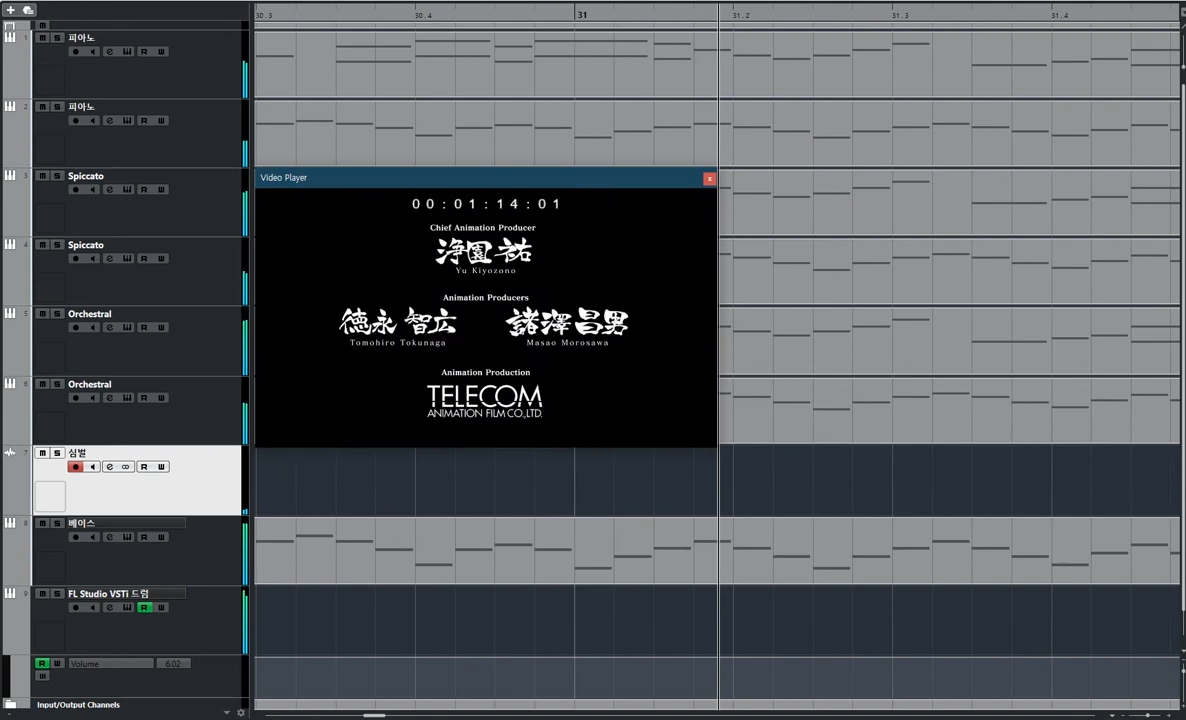 30.3 30.4 31 31.2 31.3 31.4
1 M S 피아노
R W
2 M S 피아노
R W
3 M S Spiccato
R W
4 M S Spiccato
R W
5 M S Orchestral
R W
6 M S Orchestral
R W
7 M S 심벌
R W
8 M S 베이스
R W
9 M S FL Studio VSTi 드럼
R W
R W Volume 6.02
Input/Output Channels
Video Player x
00:01:14:01
Chief Animation Producer
浄園 祐
Yu Kiyozono
Animation Producers
德永 智広 諸澤昌男
Tomohiro Tokunaga Masao Morosawa
Animation Production
TELECOM
ANIMATION FILM CO.,LTD.